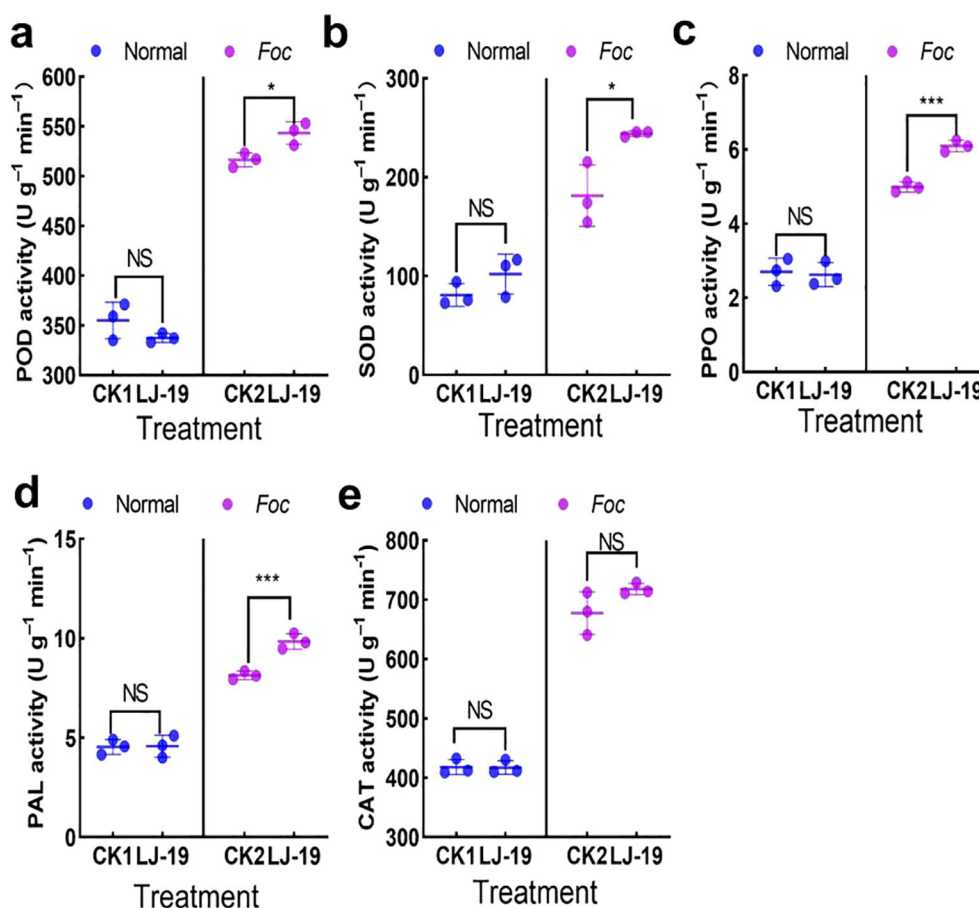 a
Normal Foc
POD activity (U g⁻¹ min⁻¹)
600
550
500
450
400
350
300
NS
*
CK1 LJ-19 CK2 LJ-19
Treatment
b
Normal Foc
SOD activity (U g⁻¹ min⁻¹)
300
200
100
0
NS
*
CK1 LJ-19 CK2 LJ-19
Treatment
c
Normal Foc
PPO activity (U g⁻¹ min⁻¹)
8
6
4
2
0
NS
***
CK1 LJ-19 CK2 LJ-19
Treatment
d
Normal Foc
PAL activity (U g⁻¹ min⁻¹)
15
10
5
0
NS
***
CK1 LJ-19 CK2 LJ-19
Treatment
e
Normal Foc
CAT activity (U g⁻¹ min⁻¹)
800
700
600
500
400
300
NS
NS
CK1 LJ-19 CK2 LJ-19
Treatment